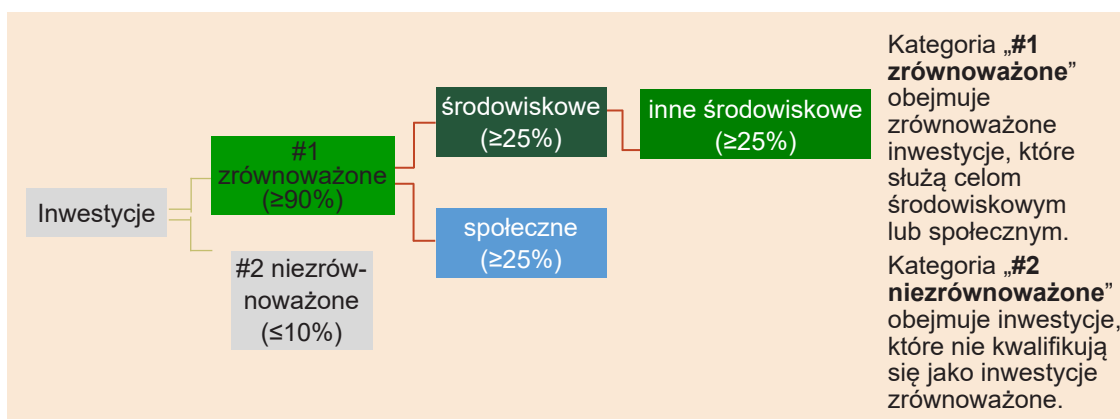 Inwestycje
#1
zrównoważone
(≥90%)
#2 niezrów-
noważone
(≤10%)
środowiskowe
(≥25%)
społeczne
(≥25%)
inne środowiskowe
(≥25%)
Kategoria „#1
zrównoważone”
obejmuje
zrównoważone
inwestycje, które
służą celom
środowiskowym
lub społecznym.
Kategoria „#2
niezrównoważone”
obejmuje inwestycje,
które nie kwalifikują
się jako inwestycje
zrównoważone.